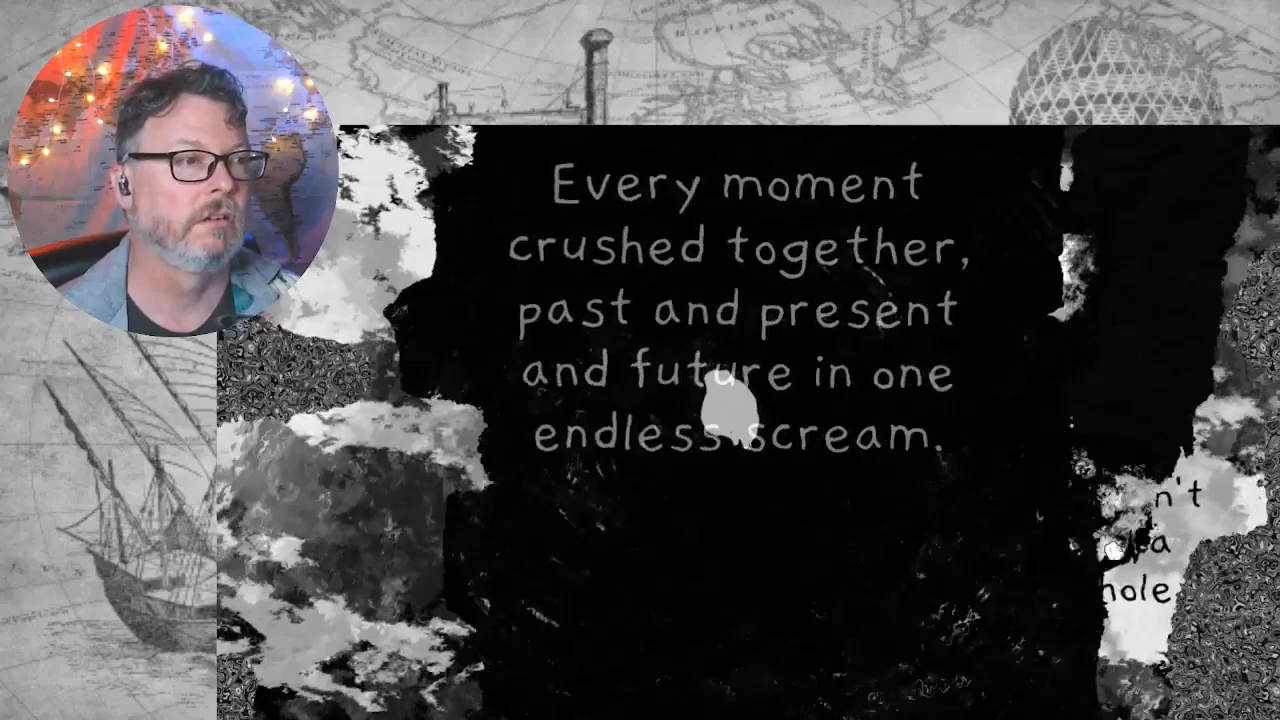 Every moment
crushed together,
past and present
and future in one
endless scream.
n't
a
hole